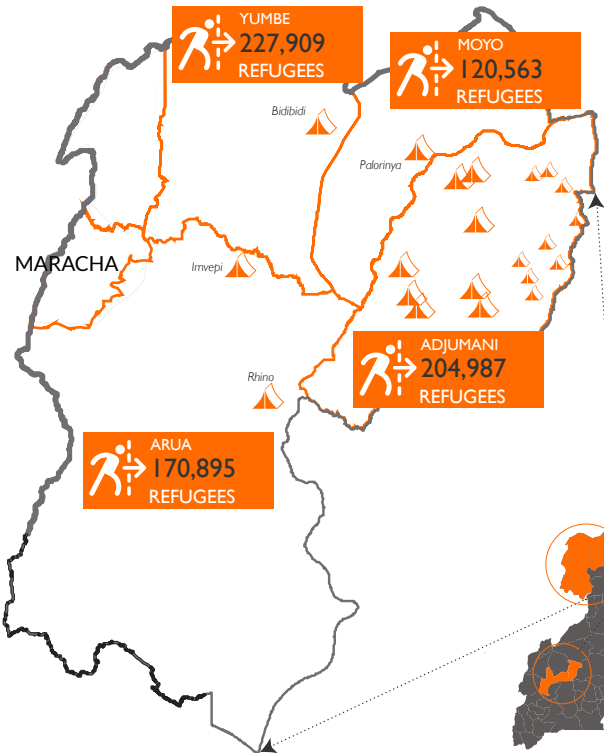 YUMBE
227,909
REFUGEES
MOYO
120,563
REFUGEES
Bidibidi
Palorinya
MARACHA
Imvepi
ADJUMANI
204,987
REFUGEES
Rhino
ARUA
170,895
REFUGEES